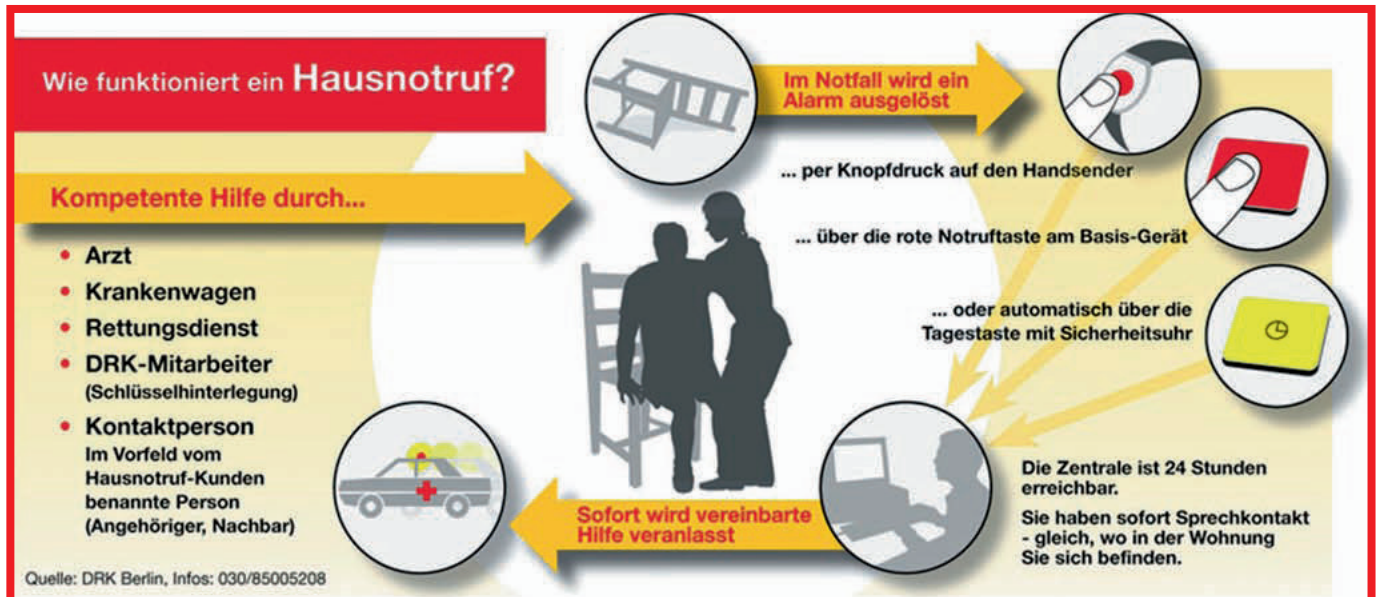 Wie funktioniert ein Hausnotruf?
Im Notfall wird ein
Alarm ausgelöst
... per Knopfdruck auf den Handsender
... über die rote Notruftaste am Basis-Gerät
... oder automatisch über die
Tagestaste mit Sicherheitsuhr
Die Zentrale ist 24 Stunden
erreichbar.
Sie haben sofort Sprechkontakt
- gleich, wo in der Wohnung
Sie sich befinden.
Sofort wird vereinbarte
Hilfe veranlasst
Kompetente Hilfe durch...
• Arzt
• Krankenwagen
• Rettungsdienst
• DRK-Mitarbeiter
(Schlüsselhinterlegung)
• Kontaktperson
Im Vorfeld vom
Hausnotruf-Kunden
benannte Person
(Angehöriger, Nachbar)
Quelle: DRK Berlin, Infos: 030/85005208